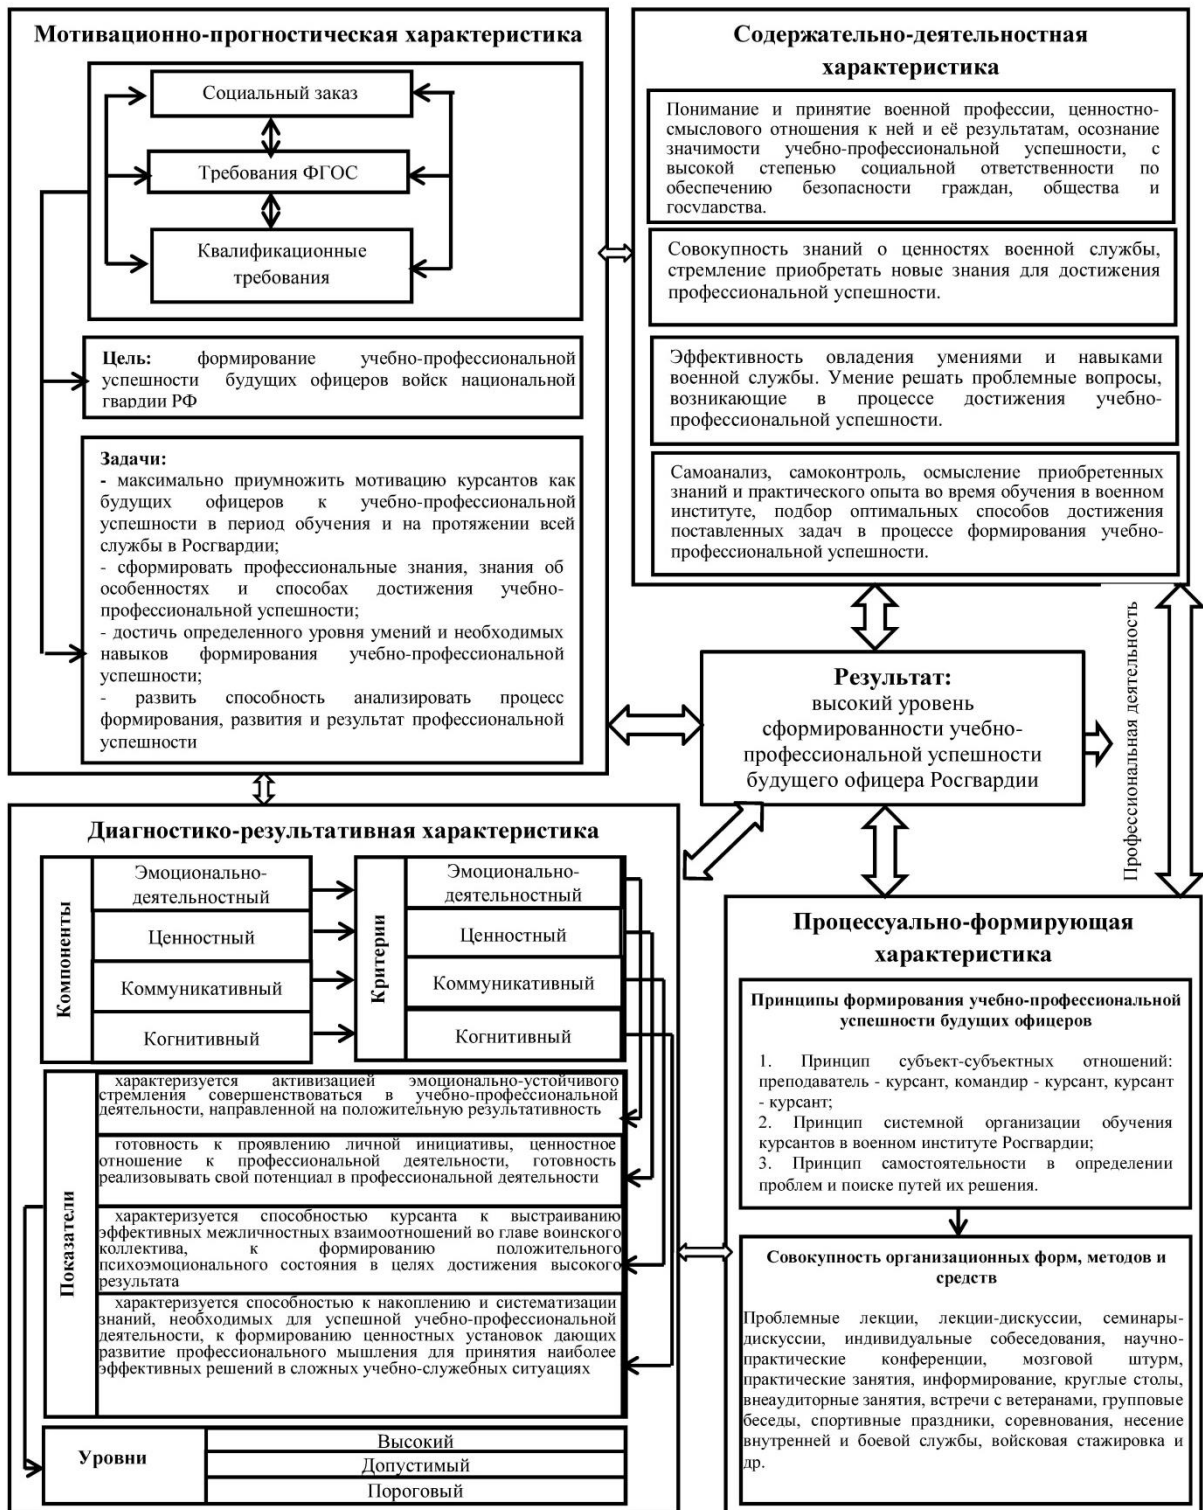 Мотивационно-прогностическая характеристика
Социальный заказ
Требования ФГОС
Квалификационные
требования
Цель: формирование учебно-профессиональной
успешности будущих офицеров войск национальной
гвардии РФ
Задачи:
- максимально приумножить мотивацию курсантов как
будущих офицеров к учебно-профессиональной
успешности в период обучения и на протяжении всей
службы в Росгвардии;
- сформировать профессиональные знания, знания об
особенностях и способах достижения учебно-
профессиональной успешности;
- достичь определенного уровня умений и необходимых
навыков формирования учебно-профессиональной
успешности;
- развить способность анализировать процесс
формирования, развития и результат профессиональной
успешности
Содержательно-деятельностная
характеристика
Понимание и принятие военной профессии, ценностно-
смыслового отношения к ней и её результатам, осознание
значимости учебно-профессиональной успешности, с
высокой степенью социальной ответственности по
обеспечению безопасности граждан, общества и
государства.
Совокупность знаний о ценностях военной службы,
стремление приобретать новые знания для достижения
профессиональной успешности.
Эффективность овладения умениями и навыками
военной службы. Умение решать проблемные вопросы,
возникающие в процессе достижения учебно-
профессиональной успешности.
Самоанализ, самоконтроль, осмысление приобретенных
знаний и практического опыта во время обучения в военном
институте, подбор оптимальных способов достижения
поставленных задач в процессе формирования учебно-
профессиональной успешности.
Результат:
высокий уровень
сформированности учебно-
профессиональной успешности
будущего офицера Росгвардии
Профессиональная деятельность
Диагностико-результативная характеристика
Компоненты
Эмоционально-
деятельностный
Ценностный
Коммуникативный
Когнитивный
Критерии
Эмоционально-
деятельностный
Ценностный
Коммуникативный
Когнитивный
Показатели
характеризуется активизацией эмоционально-устойчивого
стремления совершенствоваться в учебно-профессиональной
деятельности, направленной на положительную результативность
готовность к проявлению личной инициативы, ценностное
отношение к профессиональной деятельности, готовность
реализовывать свой потенциал в профессиональной деятельности
характеризуется способностью курсанта к выстраиванию
эффективных межличностных взаимоотношений во главе воинского
коллектива, к формированию положительного
психоэмоционального состояния в целях достижения высокого
результата
характеризуется способностью к накоплению и систематизации
знаний, необходимых для успешной учебно-профессиональной
деятельности, к формированию ценностных установок дающих
развитие профессионального мышления для принятия наиболее
эффективных решений в сложных учебно-служебных ситуациях
Уровни
Высокий
Допустимый
Пороговый
Процессуально-формирующая
характеристика
Принципы формирования учебно-профессиональной
успешности будущих офицеров
1. Принцип субъект-субъектных отношений:
преподаватель - курсант, командир - курсант, курсант
- курсант;
2. Принцип системной организации обучения
курсантов в военном институте Росгвардии;
3. Принцип самостоятельности в определении
проблем и поиске путей их решения.
Совокупность организационных форм, методов и
средств
Проблемные лекции, лекции-дискуссии, семинары-
дискуссии, индивидуальные собеседования, научно-
практические конференции, мозговой штурм,
практические занятия, информирование, круглые столы,
внеаудиторные занятия, встречи с ветеранами, групповые
беседы, спортивные праздники, соревнования, несение
внутренней и боевой службы, войсковая стажировка и
др.